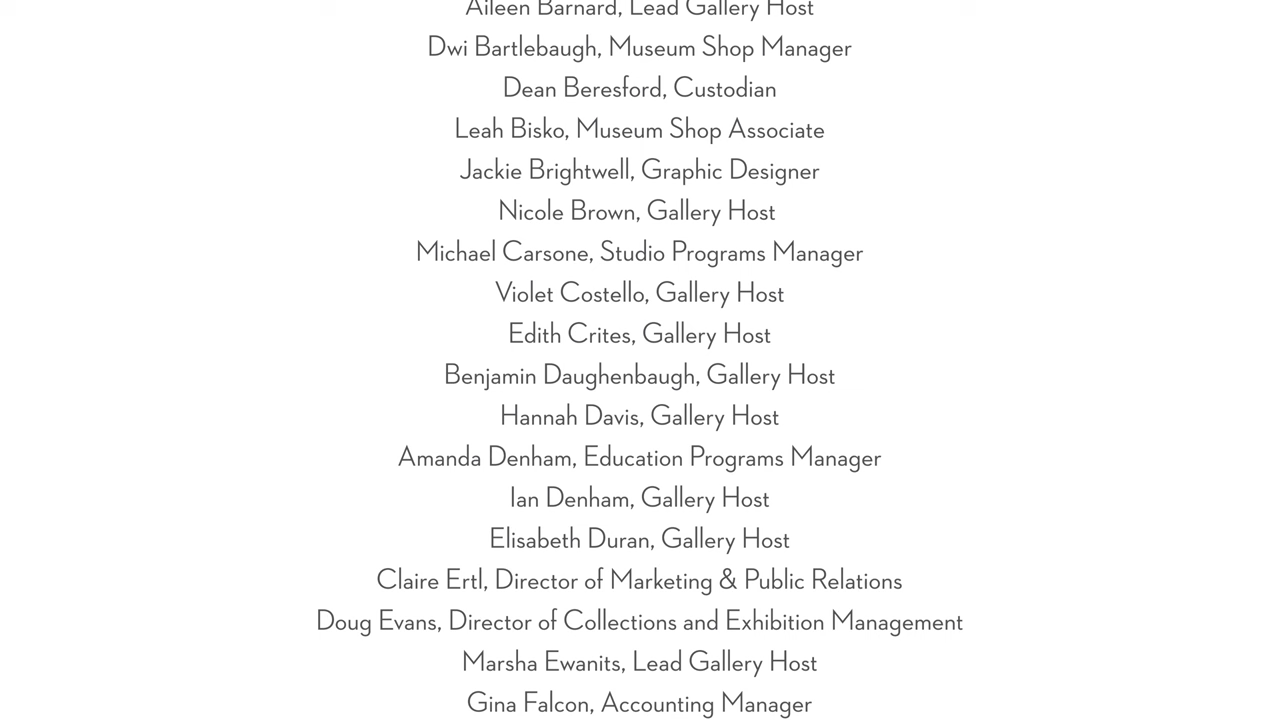 Aileen Barnard, Lead Gallery Host
Dwi Bartlebaugh, Museum Shop Manager
Dean Beresford, Custodian
Leah Bisko, Museum Shop Associate
Jackie Brightwell, Graphic Designer
Nicole Brown, Gallery Host
Michael Carsone, Studio Programs Manager
Violet Costello, Gallery Host
Edith Crites, Gallery Host
Benjamin Daughenbaugh, Gallery Host
Hannah Davis, Gallery Host
Amanda Denham, Education Programs Manager
Ian Denham, Gallery Host
Elisabeth Duran, Gallery Host
Claire Ertl, Director of Marketing & Public Relations
Doug Evans, Director of Collections and Exhibition Management
Marsha Ewanits, Lead Gallery Host
Gina Falcon, Accounting Manager